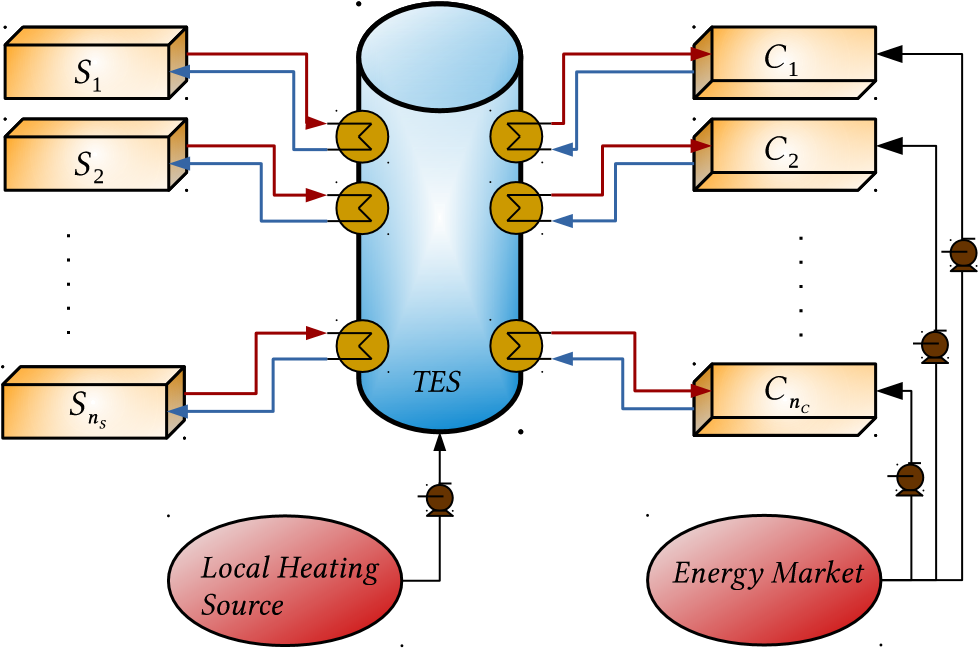 S1
C1
S2
C2
TES
SnS
CnC
Local Heating
Source
Energy Market